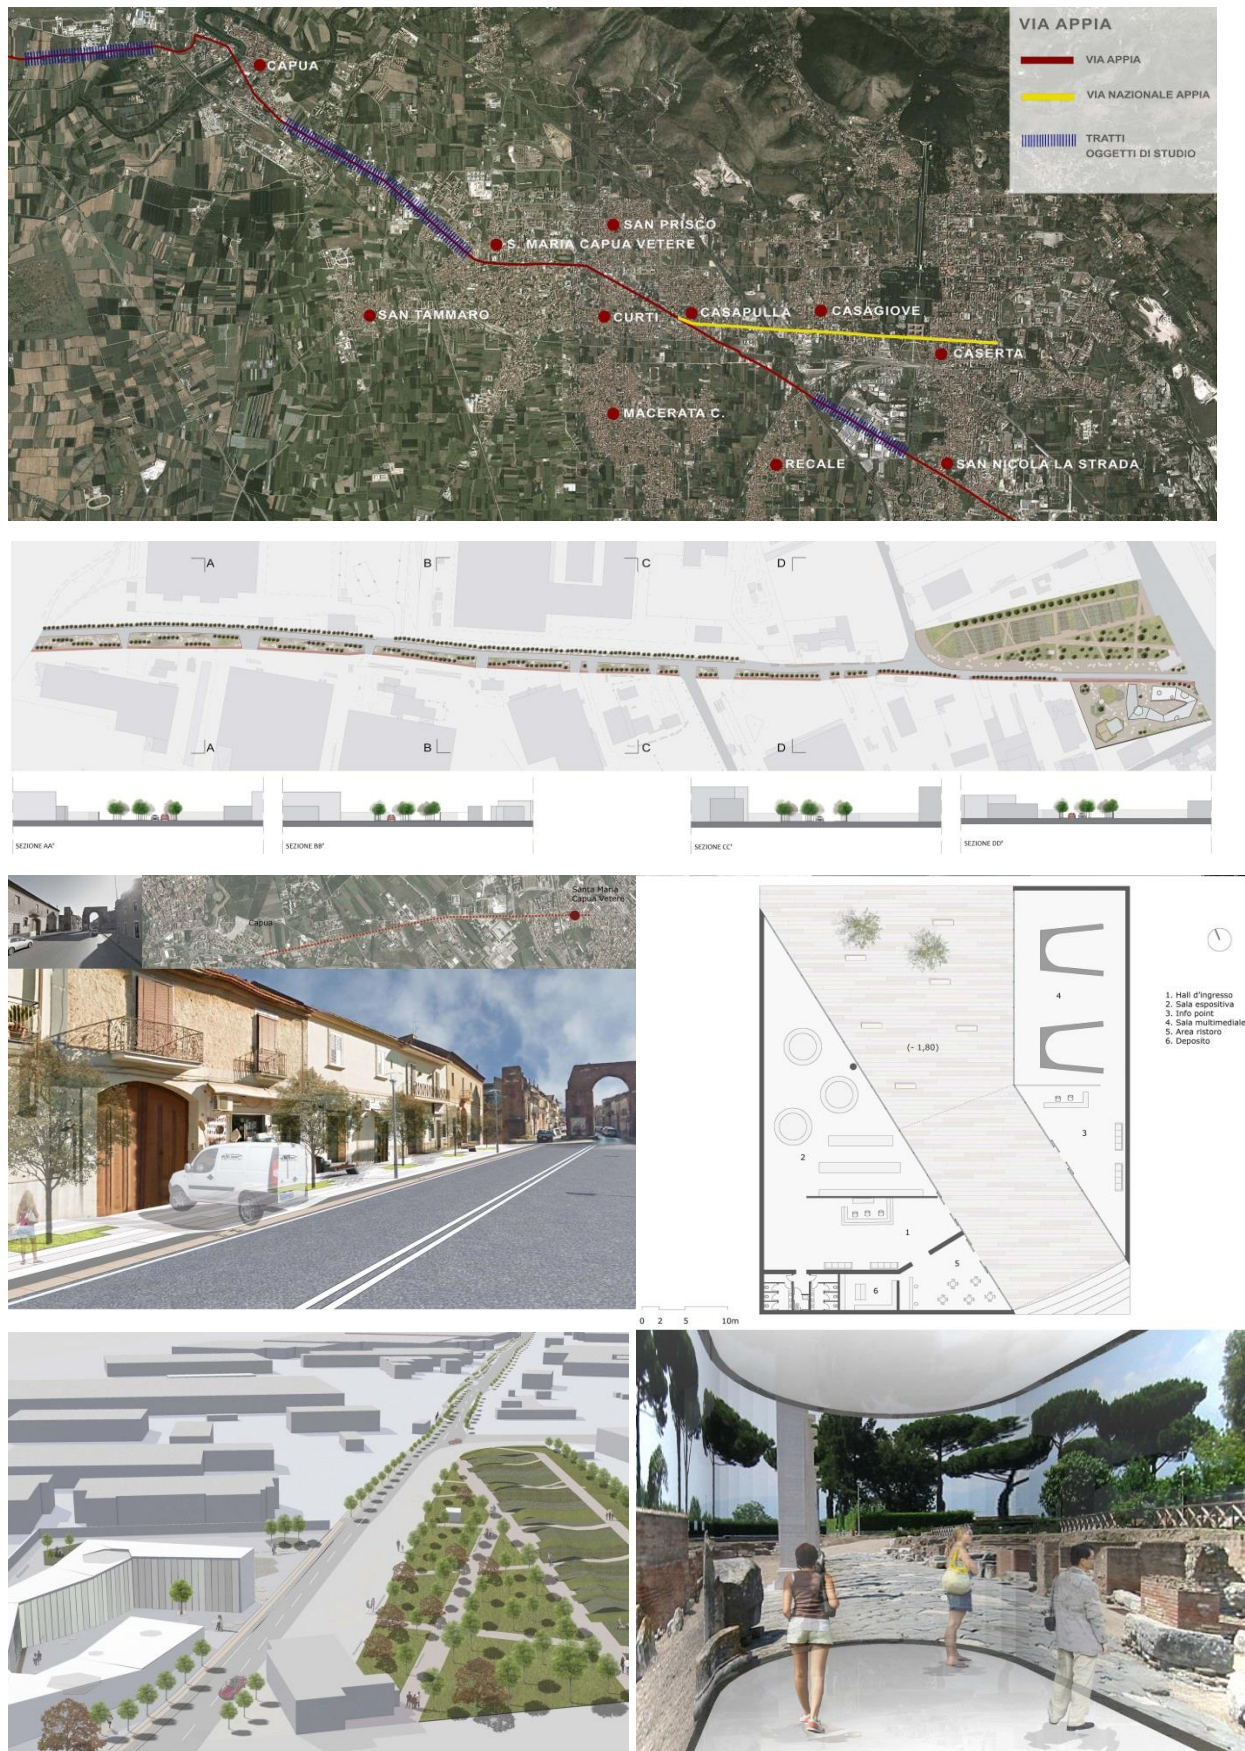 VIA APPIA
VIA APPIA
VIA NAZIONALE APPIA
TRATTI
OGGETTI DI STUDIO
CAPUA
SAN PRISCO
S. MARIA CAPUA VETERE
SAN TAMMARO
CURTI
CASAPULLA
CASAGIOVE
CASERTA
MACERATA C.
RECALE
SAN NICOLA LA STRADA
A
B
C
D
A
B
C
D
SEZIONE AA'
SEZIONE BB'
SEZIONE CC'
SEZIONE DD'
Capua
Santa Maria
Capua Vetere
4
(- 1,80)
3
2
1
5
6
1. Hall d'ingresso
2. Sala espositiva
3. Info point
4. Sala multimediale
5. Area ristoro
6. Deposito
0 2 5 10m